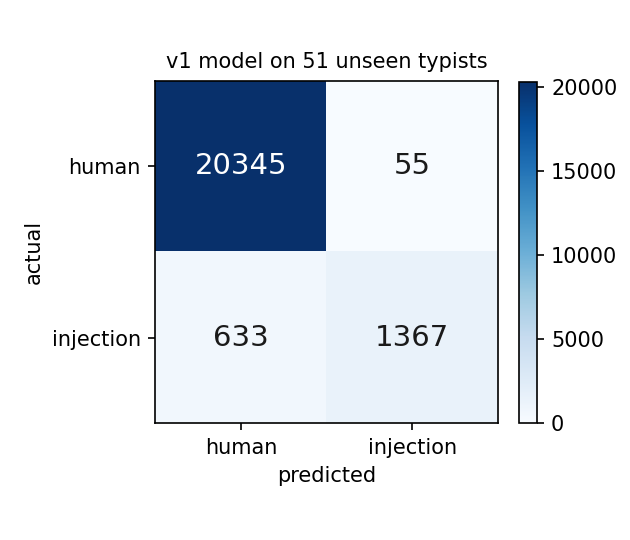 v1 model on 51 unseen typists
20345 55
633 1367
human
injection
actual
human injection
predicted
20000
15000
10000
5000
0